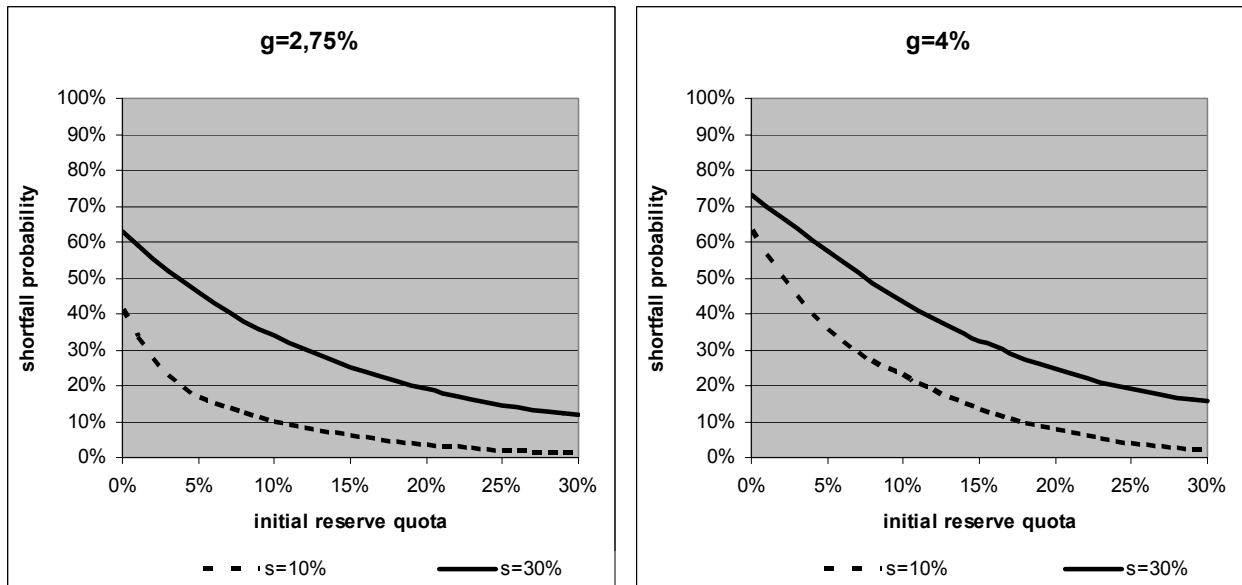 g=2,75%
100%
90%
80%
70%
60%
50%
40%
30%
20%
10%
0%
shortfall probability
0% 5% 10% 15% 20% 25% 30%
initial reserve quota
s=10% s=30%
g=4%
100%
90%
80%
70%
60%
50%
40%
30%
20%
10%
0%
shortfall probability
0% 5% 10% 15% 20% 25% 30%
initial reserve quota
s=10% s=30%